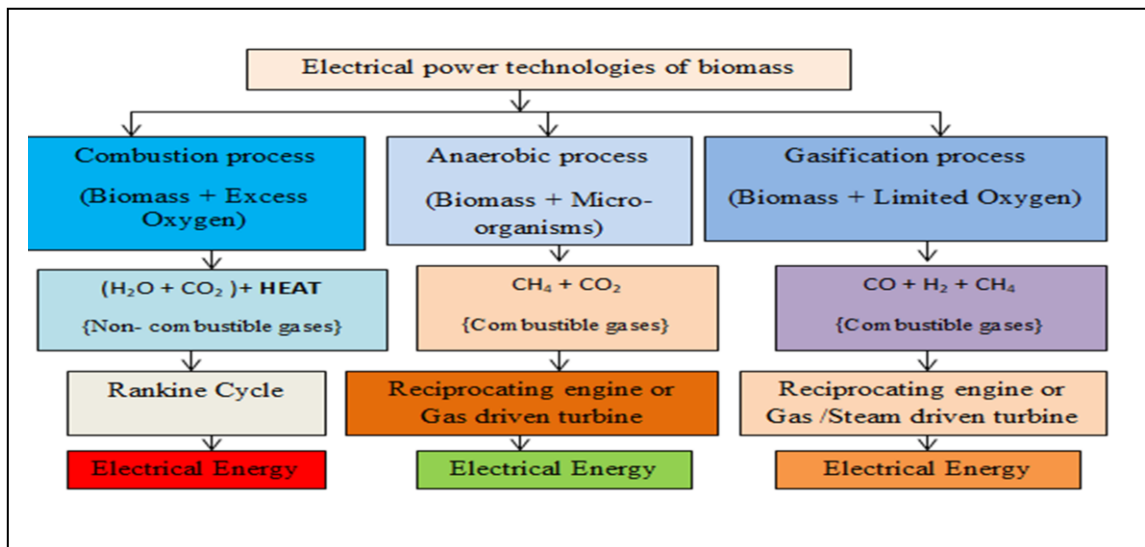 Electrical power technologies of biomass
Combustion process
(Biomass + Excess
Oxygen)
Anaerobic process
(Biomass + Micro-
organisms)
Gasification process
(Biomass + Limited Oxygen)
(H₂O + CO₂ )+ HEAT
{Non- combustible gases}
CH₄ + CO₂
{Combustible gases}
CO + H₂ + CH₄
{Combustible gases}
Rankine Cycle
Reciprocating engine or
Gas driven turbine
Reciprocating engine or
Gas /Steam driven turbine
Electrical Energy
Electrical Energy
Electrical Energy